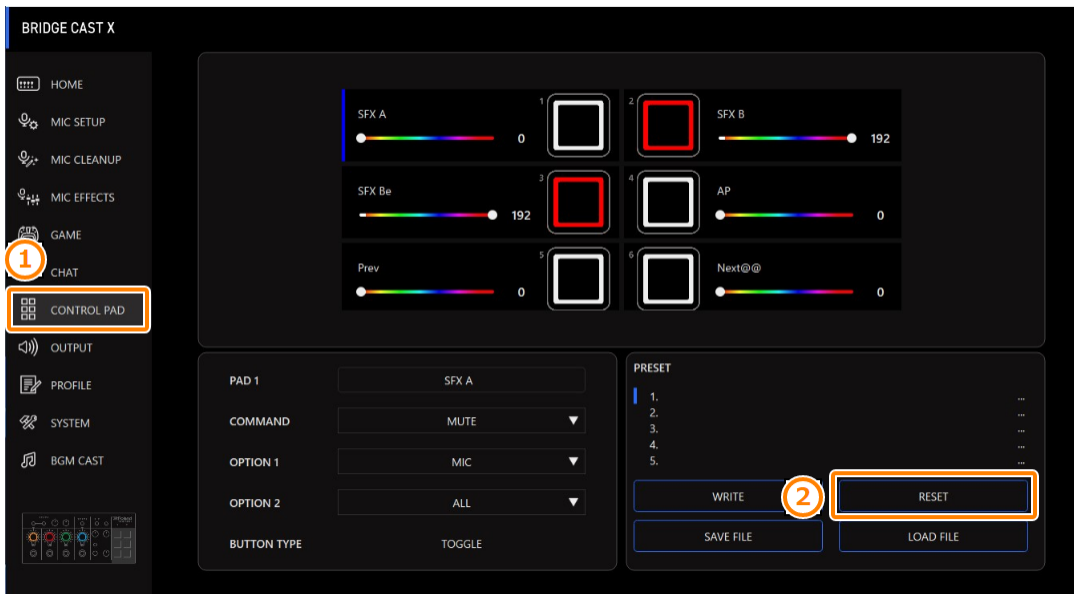 BRIDGE CAST X
HOME
MIC SETUP
MIC CLEANUP
MIC EFFECTS
GAME
1
CHAT
CONTROL PAD
OUTPUT
PROFILE
SYSTEM
BGM CAST
SFX A
0
1
2
SFX B
192
SFX Be
192
3
4
AP
0
Prev
0
5
6
Next@@
0
PAD 1 SFX A
COMMAND MUTE
OPTION 1 MIC
OPTION 2 ALL
BUTTON TYPE TOGGLE
PRESET
1. ...
2. ...
3. ...
4. ...
5. ...
WRITE
2
RESET
SAVE FILE
LOAD FILE